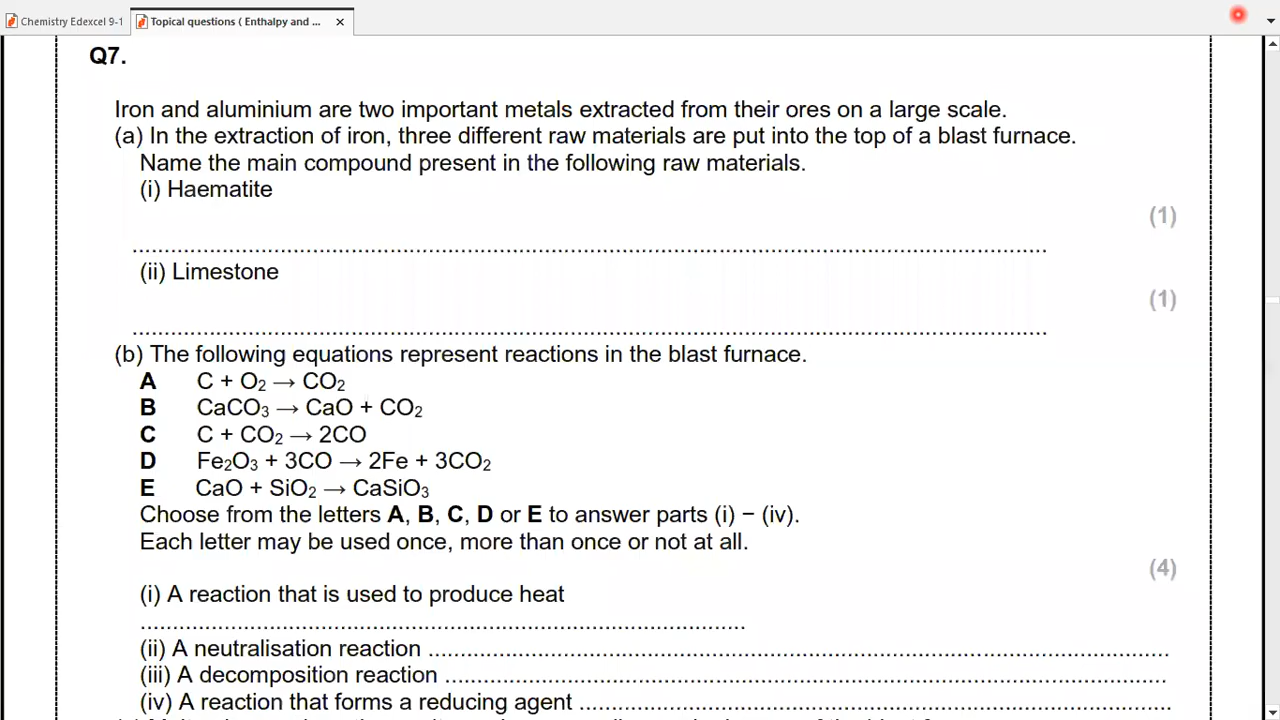 Chemistry Edexcel 9-1
Topical questions ( Enthalpy and ...
Q7.
Iron and aluminium are two important metals extracted from their ores on a large scale.
(a) In the extraction of iron, three different raw materials are put into the top of a blast furnace.
Name the main compound present in the following raw materials.
(i) Haematite
(1)
(ii) Limestone
(1)
(b) The following equations represent reactions in the blast furnace.
A C + O₂ → CO₂
B CaCO₃ → CaO + CO₂
C C + CO₂ → 2CO
D Fe₂O₃ + 3CO → 2Fe + 3CO₂
E CaO + SiO₂ → CaSiO₃
Choose from the letters A, B, C, D or E to answer parts (i) − (iv).
Each letter may be used once, more than once or not at all.
(4)
(i) A reaction that is used to produce heat
(ii) A neutralisation reaction
(iii) A decomposition reaction
(iv) A reaction that forms a reducing agent